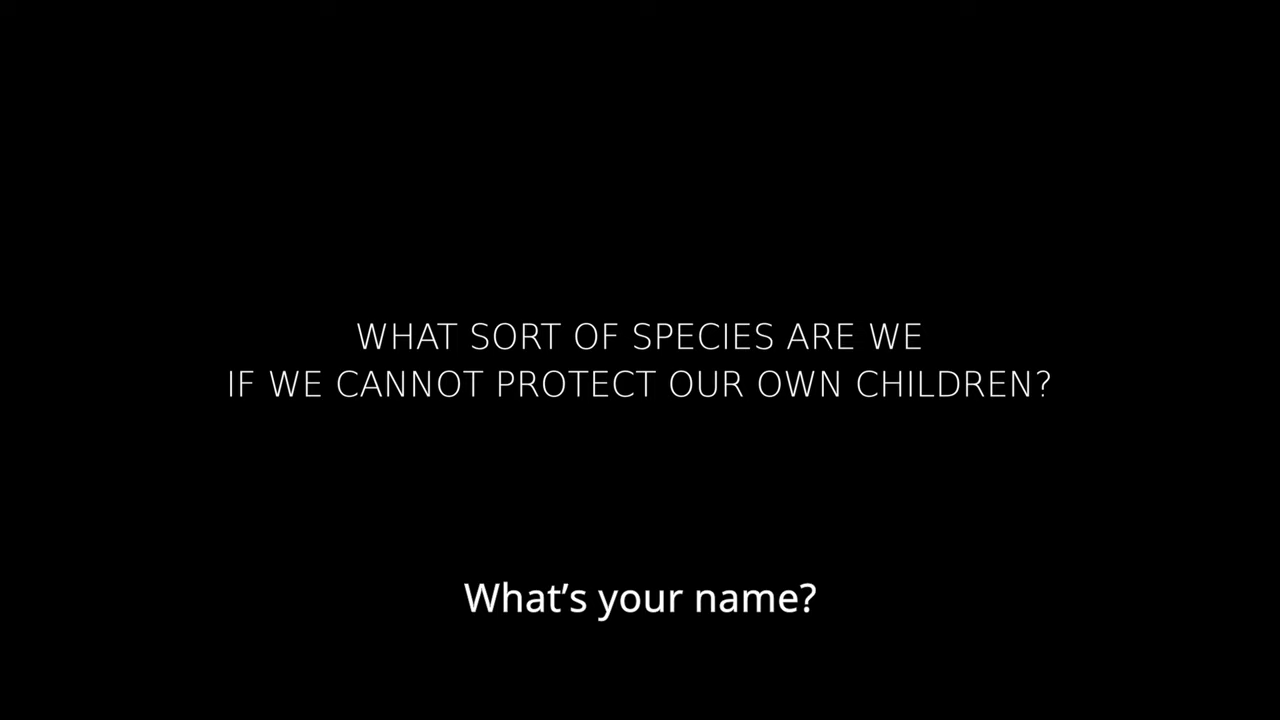 WHAT SORT OF SPECIES ARE WE
IF WE CANNOT PROTECT OUR OWN CHILDREN?
What’s your name?